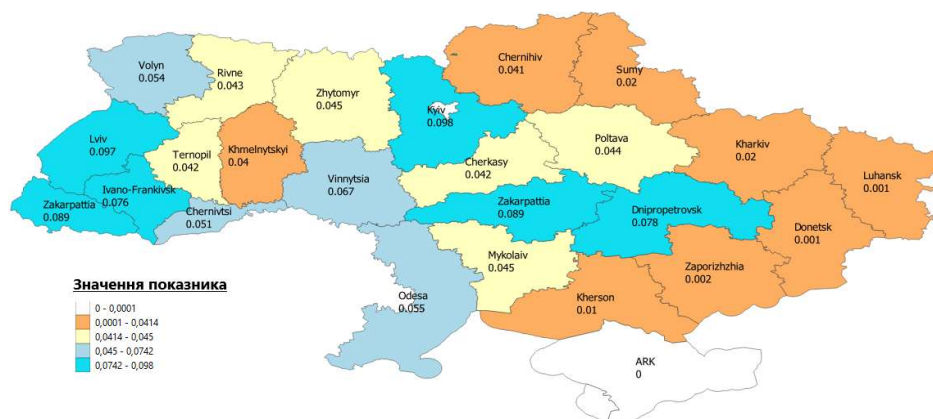 Volyn
0.054
Rivne
0.043
Zhytomyr
0.045
Kyiv
0.098
Chernihiv
0.041
Sumy
0.02
Lviv
0.097
Ternopil
0.042
Khmelnytskyi
0.04
Vinnytsia
0.067
Cherkasy
0.042
Poltava
0.044
Kharkiv
0.02
Luhansk
0.001
Zakarpattia
0.089
Ivano-Frankivsk
0.076
Chernivtsi
0.051
Zakarpattia
0.089
Dnipropetrovsk
0.078
Donetsk
0.001
Odesa
0.055
Mykolaiv
0.045
Kherson
0.01
Zaporizhzhia
0.002
ARK
0
Значення показника
0 - 0,0001
0,0001 - 0,0414
0,0414 - 0,045
0,045 - 0,0742
0,0742 - 0,098